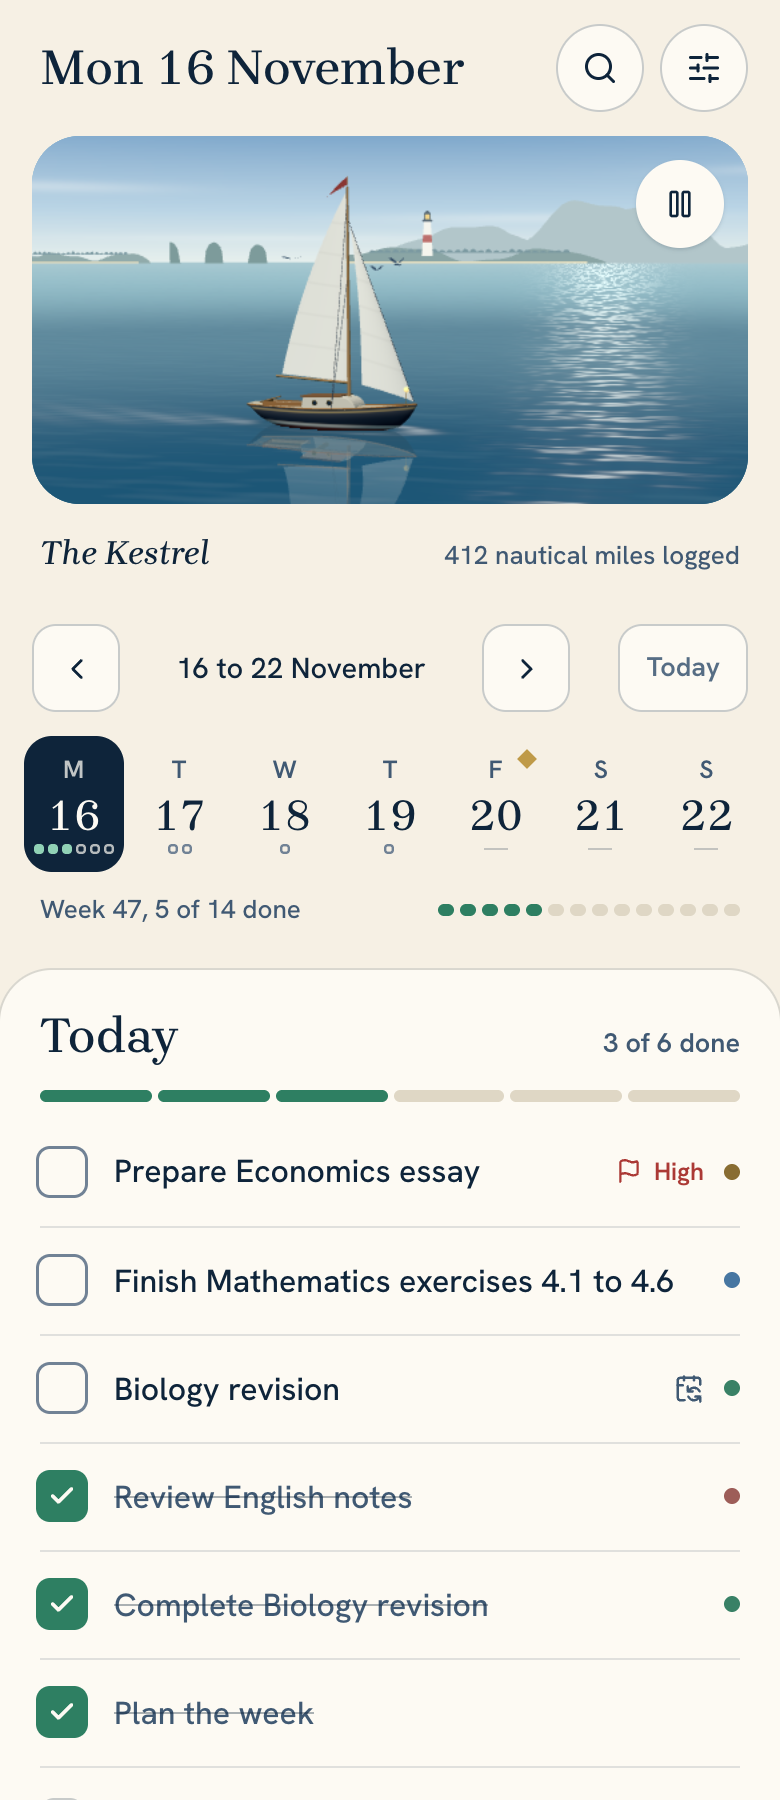 Mon 16 November
The Kestrel
412 nautical miles logged
16 to 22 November
Today
M T W T F S S
16 17 18 19 20 21 22
Week 47, 5 of 14 done
Today
3 of 6 done
Prepare Economics essay
High
Finish Mathematics exercises 4.1 to 4.6
Biology revision
Review English notes
Complete Biology revision
Plan the week